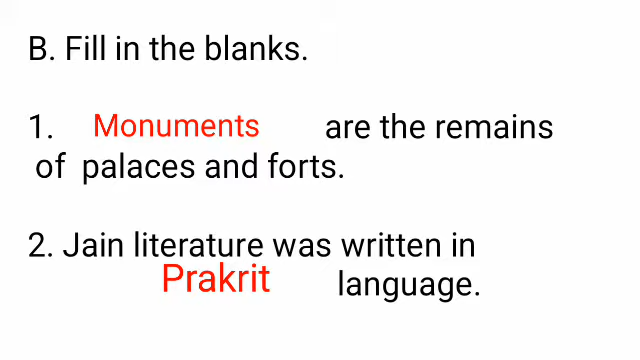 B. Fill in the blanks.
1. Monuments are the remains
of palaces and forts.
2. Jain literature was written in
Prakrit language.